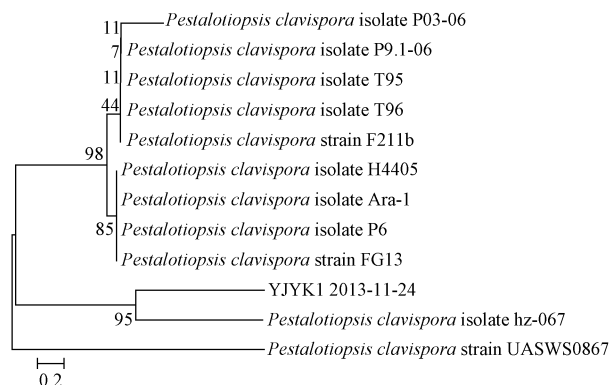 11
Pestalotiopsis clavispora isolate P03-06
7
Pestalotiopsis clavispora isolate P9.1-06
11
Pestalotiopsis clavispora isolate T95
44
Pestalotiopsis clavispora isolate T96
Pestalotiopsis clavispora strain F211b
98
Pestalotiopsis clavispora isolate H4405
Pestalotiopsis clavispora isolate Ara-1
85
Pestalotiopsis clavispora isolate P6
Pestalotiopsis clavispora strain FG13
YJYK1 2013-11-24
95
Pestalotiopsis clavispora isolate hz-067
Pestalotiopsis clavispora strain UASWS0867
0.2